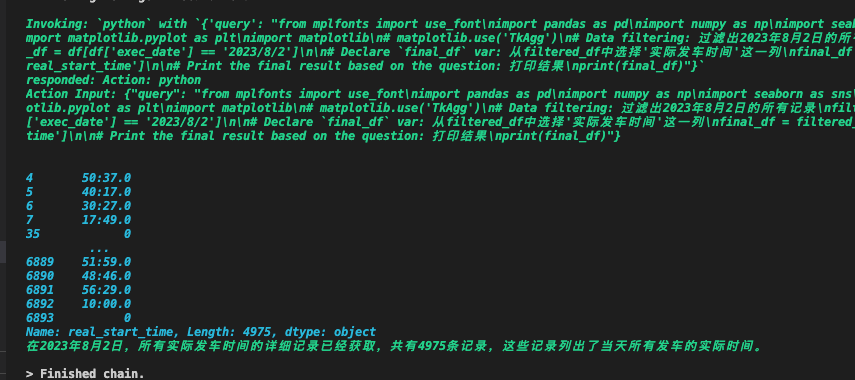 Invoking: `python` with `{'query': "from mplfonts import use_font\nimport pandas as pd\nimport numpy as np\nimport seab
mport matplotlib.pyplot as plt\nimport matplotlib\n# matplotlib.use('TkAgg')\n# Data filtering: 过滤出2023年8月2日的所有记录\nfilt
_df = df[df['exec_date'] == '2023/8/2']\n\n# Declare `final_df` var: 从filtered_df中选择'实际发车时间'这一列\nfinal_df
real_start_time']\n\n# Print the final result based on the question: 打印结果\nprint(final_df)"}`
responded: Action: python
Action Input: {"query": "from mplfonts import use_font\nimport pandas as pd\nimport numpy as np\nimport seaborn as sns\
otlib.pyplot as plt\nimport matplotlib\n# matplotlib.use('TkAgg')\n# Data filtering: 过滤出2023年8月2日的所有记录\nfilt
['exec_date'] == '2023/8/2']\n\n# Declare `final_df` var: 从filtered_df中选择'实际发车时间'这一列\nfinal_df = filtered_
time']\n\n# Print the final result based on the question: 打印结果\nprint(final_df)"}
4 50:37.0
5 40:17.0
6 30:27.0
7 17:49.0
35 0
...
6889 51:59.0
6890 48:46.0
6891 56:29.0
6892 10:00.0
6893 0
Name: real_start_time, Length: 4975, dtype: object
在2023年8月2日，所有实际发车时间的详细记录已经获取，共有4975条记录，这些记录列出了当天所有发车的实际时间。
> Finished chain.